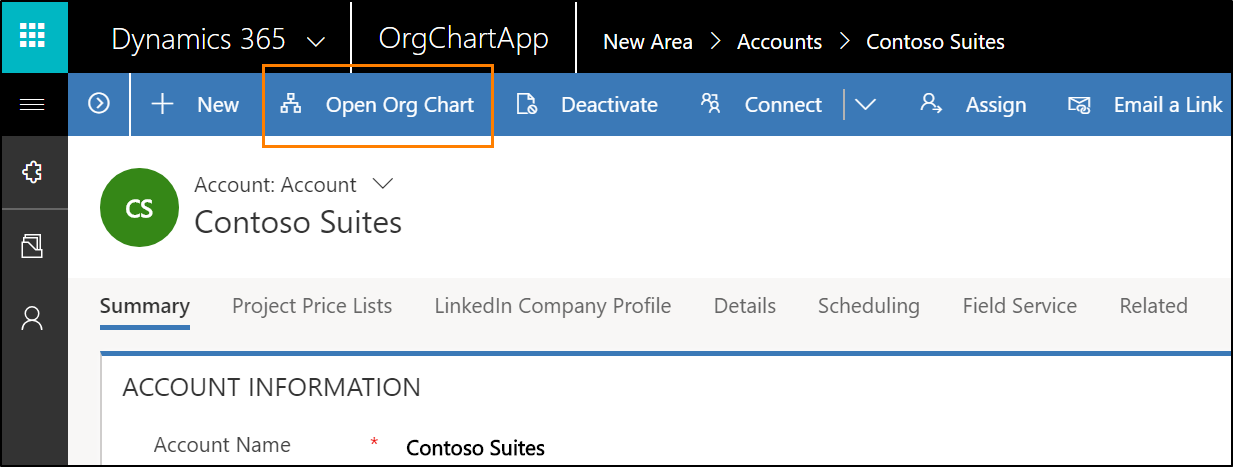 Dynamics 365 OrgChartApp New Area > Accounts > Contoso Suites
+ New Open Org Chart Deactivate Connect Assign Email a Link
CS
Account: Account
Contoso Suites
Summary Project Price Lists LinkedIn Company Profile Details Scheduling Field Service Related
ACCOUNT INFORMATION
Account Name * Contoso Suites